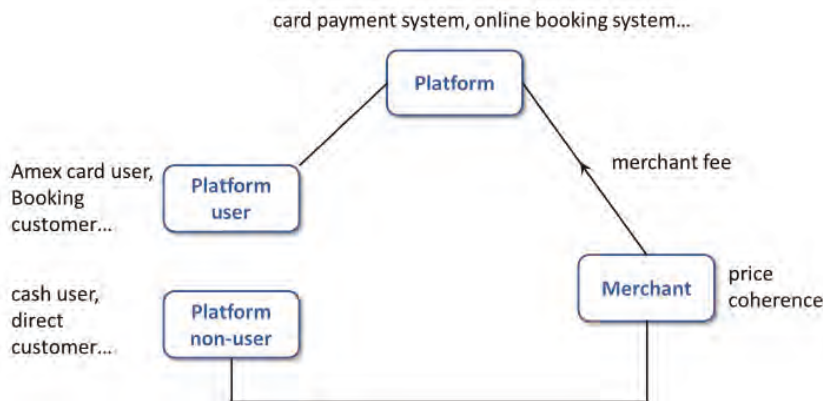 card payment system, online booking system...
Platform
Amex card user,
Booking
customer...
Platform
user
merchant fee
cash user,
direct
customer...
Platform
non-user
Merchant
price
coherence